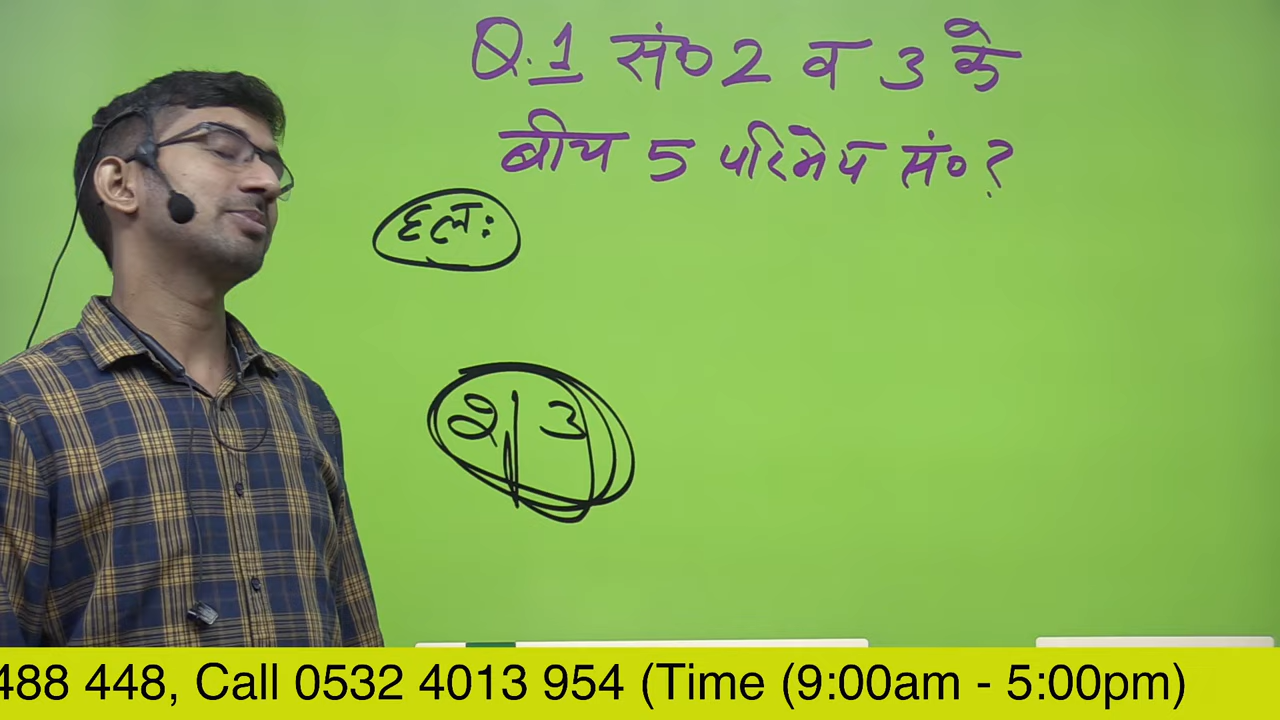 Q.1 सं० 2 व 3 के
बीच 5 परिमेय सं० ?
हल:
2, 3
488 448, Call 0532 4013 954 (Time (9:00am - 5:00pm)